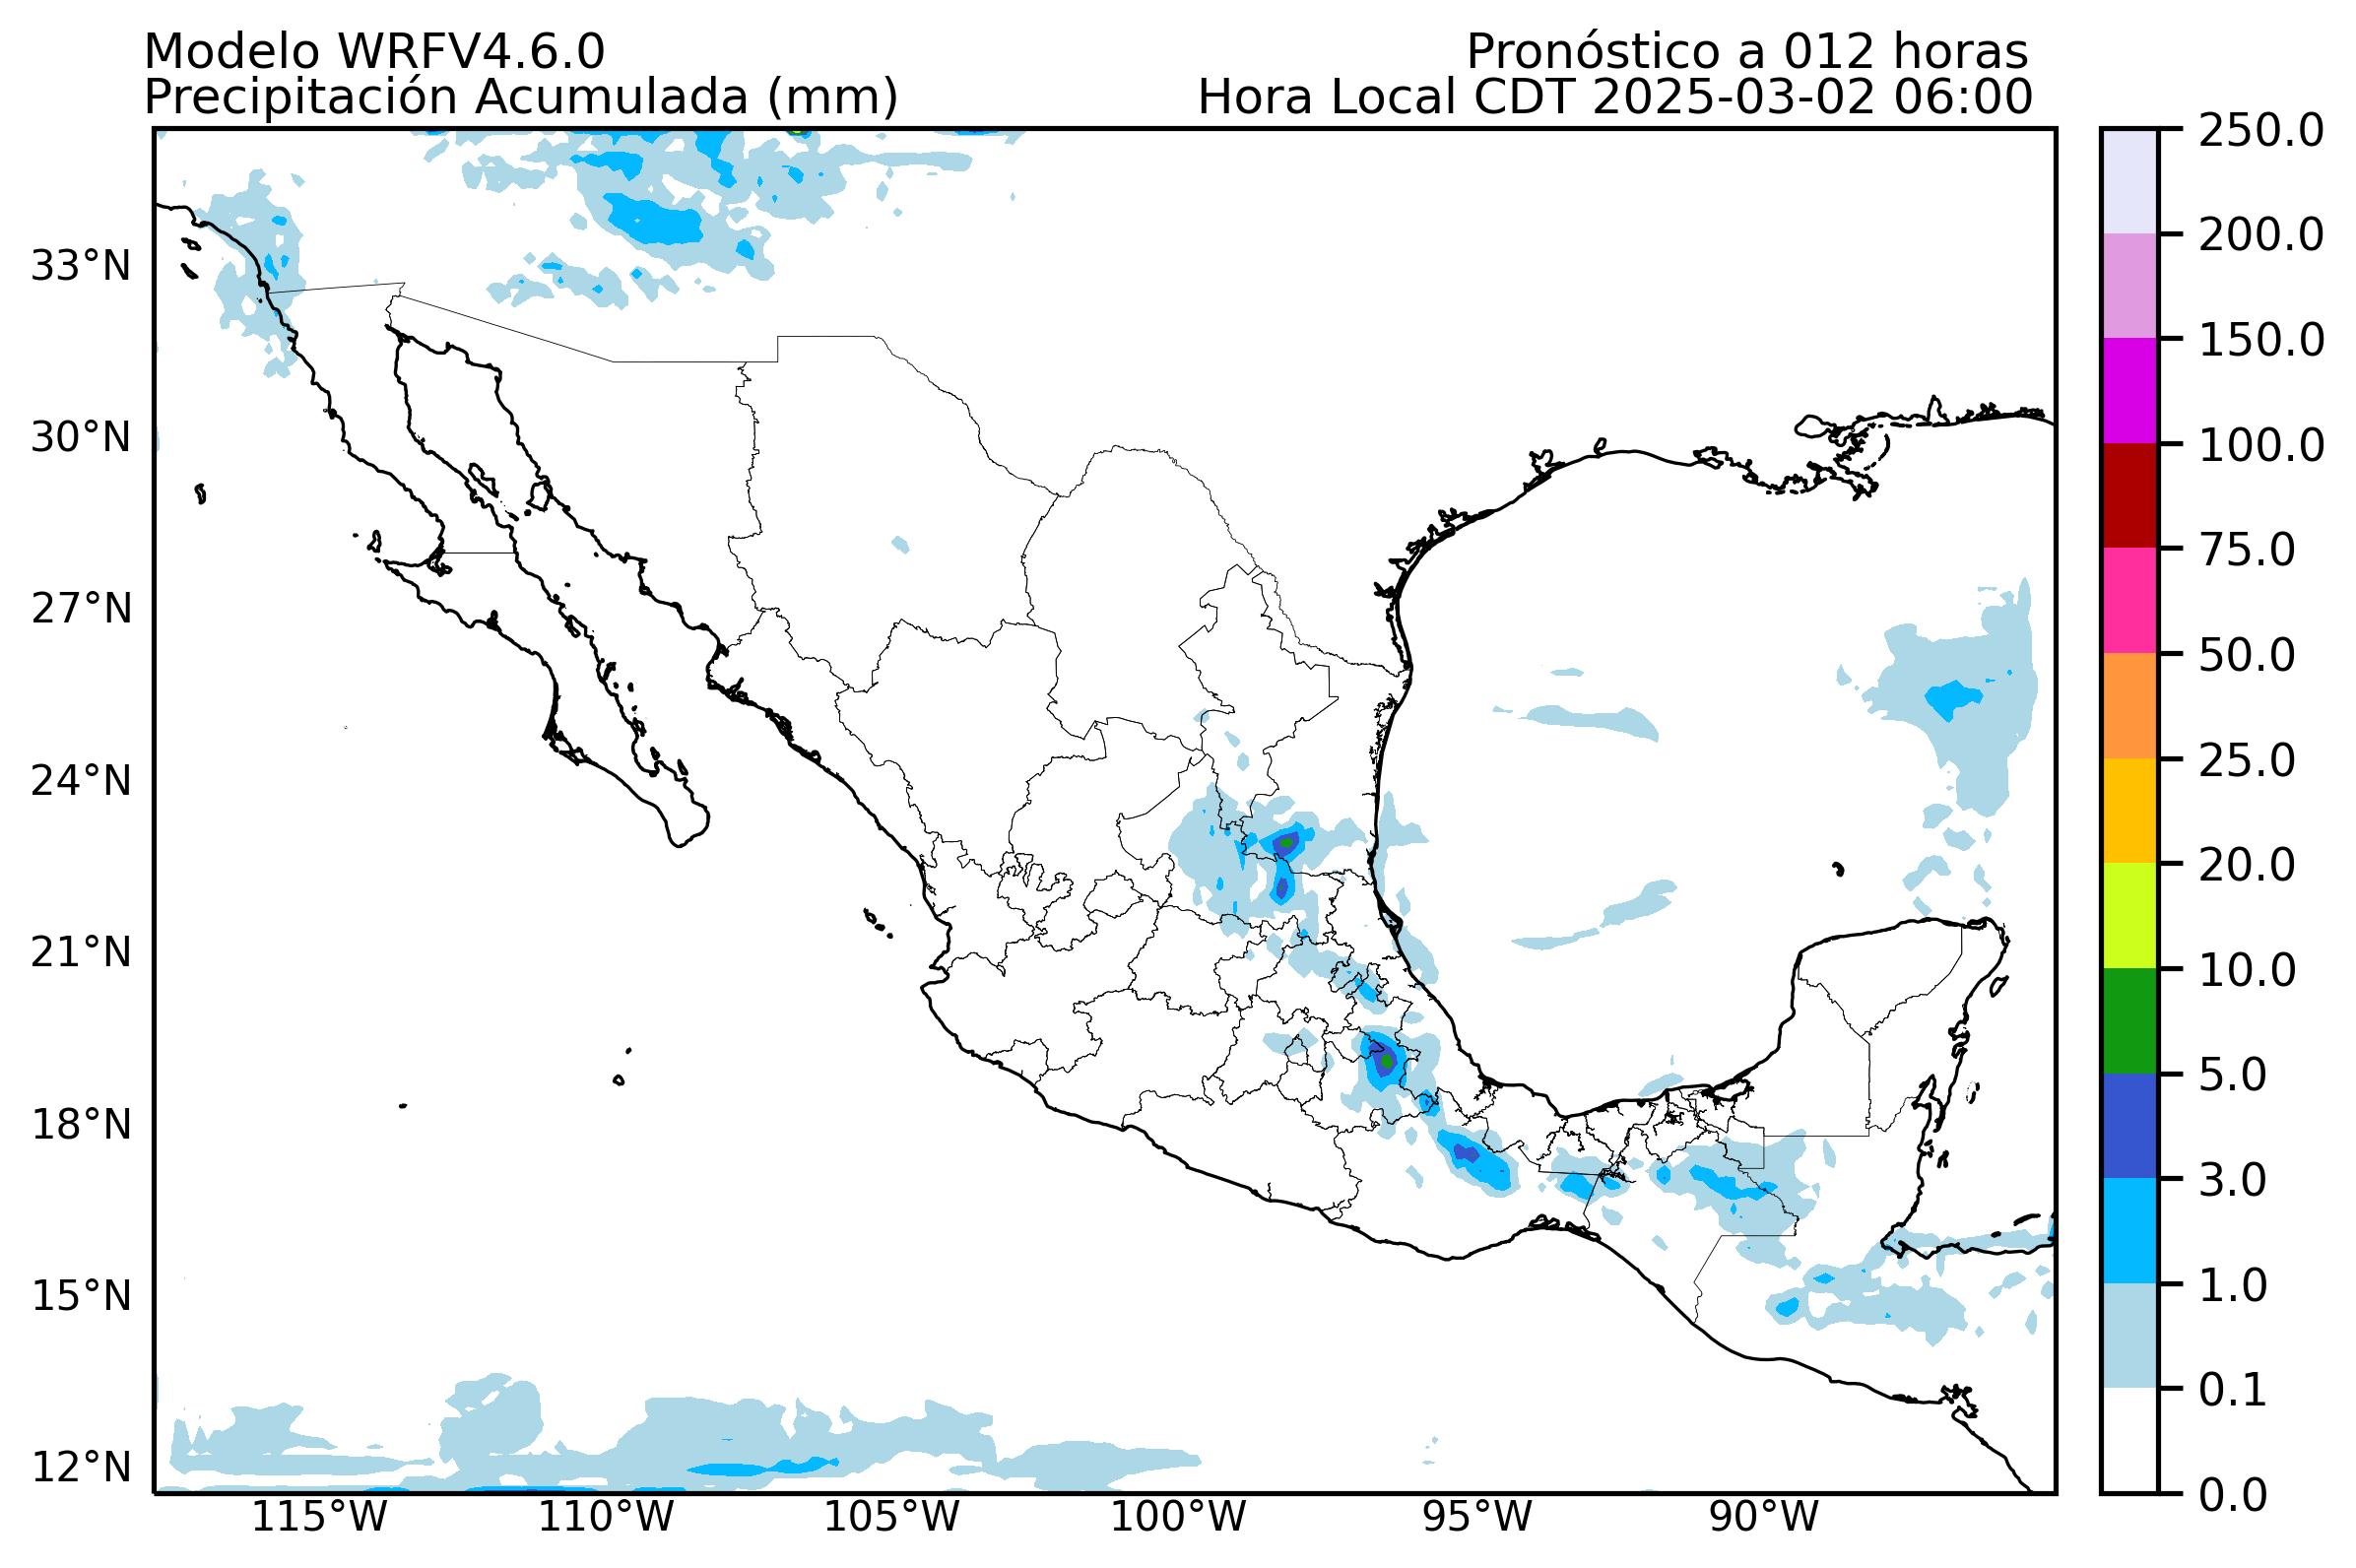 Modelo WRFV4.6.0
Pronóstico a 012 horas
Precipitación Acumulada (mm)
Hora Local CDT 2025-03-02 06:00
33°N
30°N
27°N
24°N
21°N
18°N
15°N
12°N
115°W
110°W
105°W
100°W
95°W
90°W
250.0
200.0
150.0
100.0
75.0
50.0
25.0
20.0
10.0
5.0
3.0
1.0
0.1
0.0